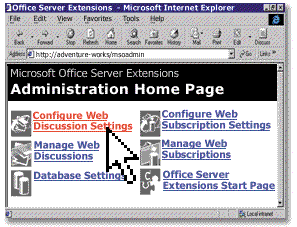 Office Server Extensions - Microsoft Internet Explorer
File Edit View Favorites Tools Help
Back Forward Stop Refresh Home Search Favorites History Mail Print Edit
Address http://adventure-works/msoadmin Go Links
Microsoft Office Server Extensions
Administration Home Page
Configure Web Discussion Settings
Configure Web Subscription Settings
Manage Web Discussions
Manage Web Subscriptions
Database Settings
Office Server Extensions Start Page
Local intranet